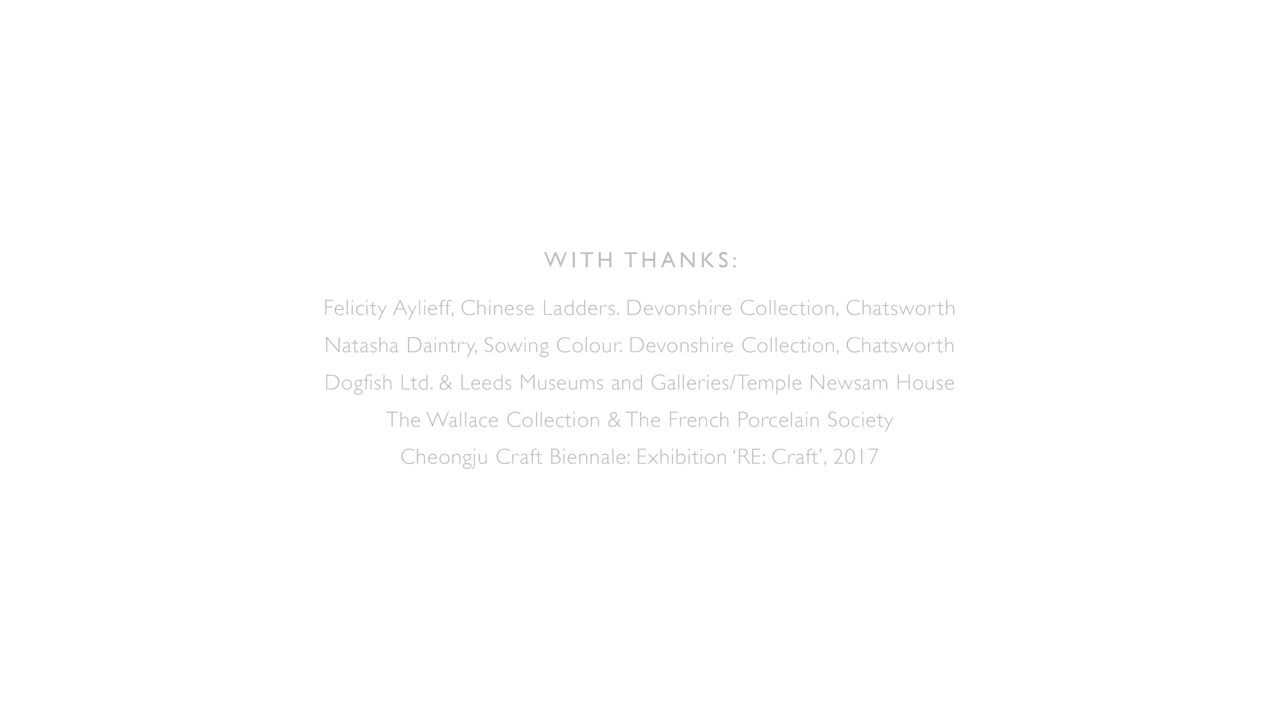 WITH THANKS:
Felicity Aylieff, Chinese Ladders. Devonshire Collection, Chatsworth
Natasha Daintry, Sowing Colour. Devonshire Collection, Chatsworth
Dogfish Ltd. & Leeds Museums and Galleries/Temple Newsam House
The Wallace Collection & The French Porcelain Society
Cheongju Craft Biennale: Exhibition ‘RE: Craft’, 2017